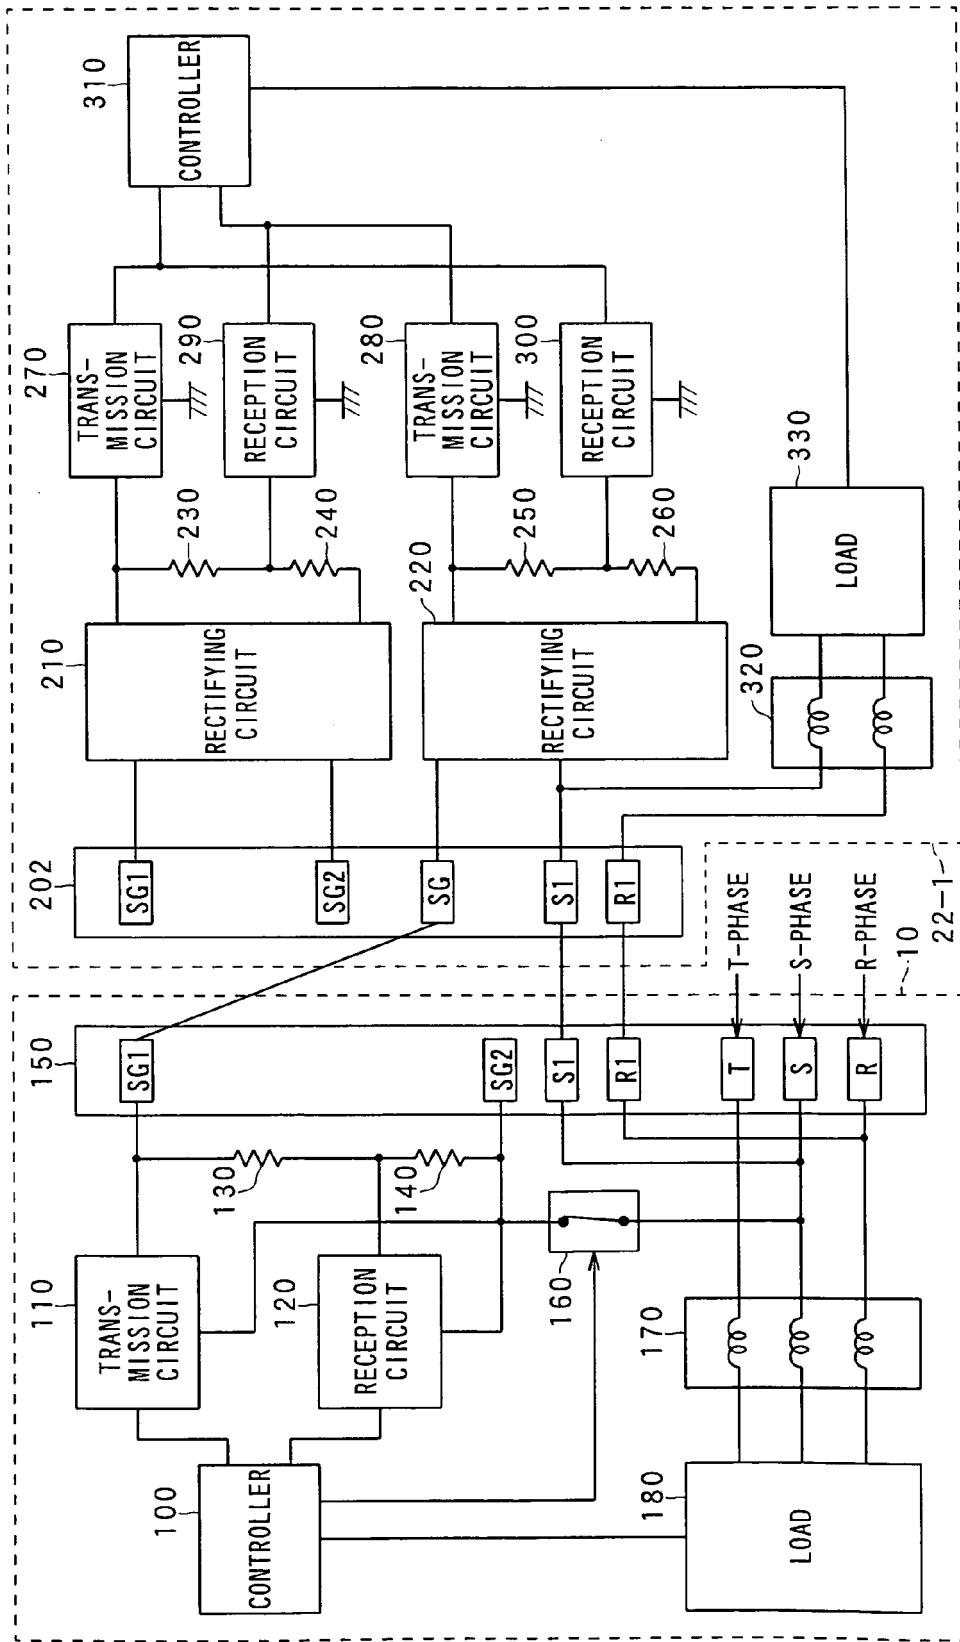 310
CONTROLLER
270
TRANS-
MISSION
CIRCUIT
290
RECEPTION
CIRCUIT
280
TRANS-
MISSION
CIRCUIT
300
RECEPTION
CIRCUIT
230
240
250
260
330
LOAD
210
RECTIFYING
CIRCUIT
220
RECTIFYING
CIRCUIT
320
202
SG1
SG2
SG
S1
R1
T-PHASE
S-PHASE
R-PHASE
22-1
10
150
SG1
SG2
S1
R1
T
S
R
130
140
110
TRANS-
MISSION
CIRCUIT
120
RECEPTION
CIRCUIT
160
170
100
CONTROLLER
180
LOAD